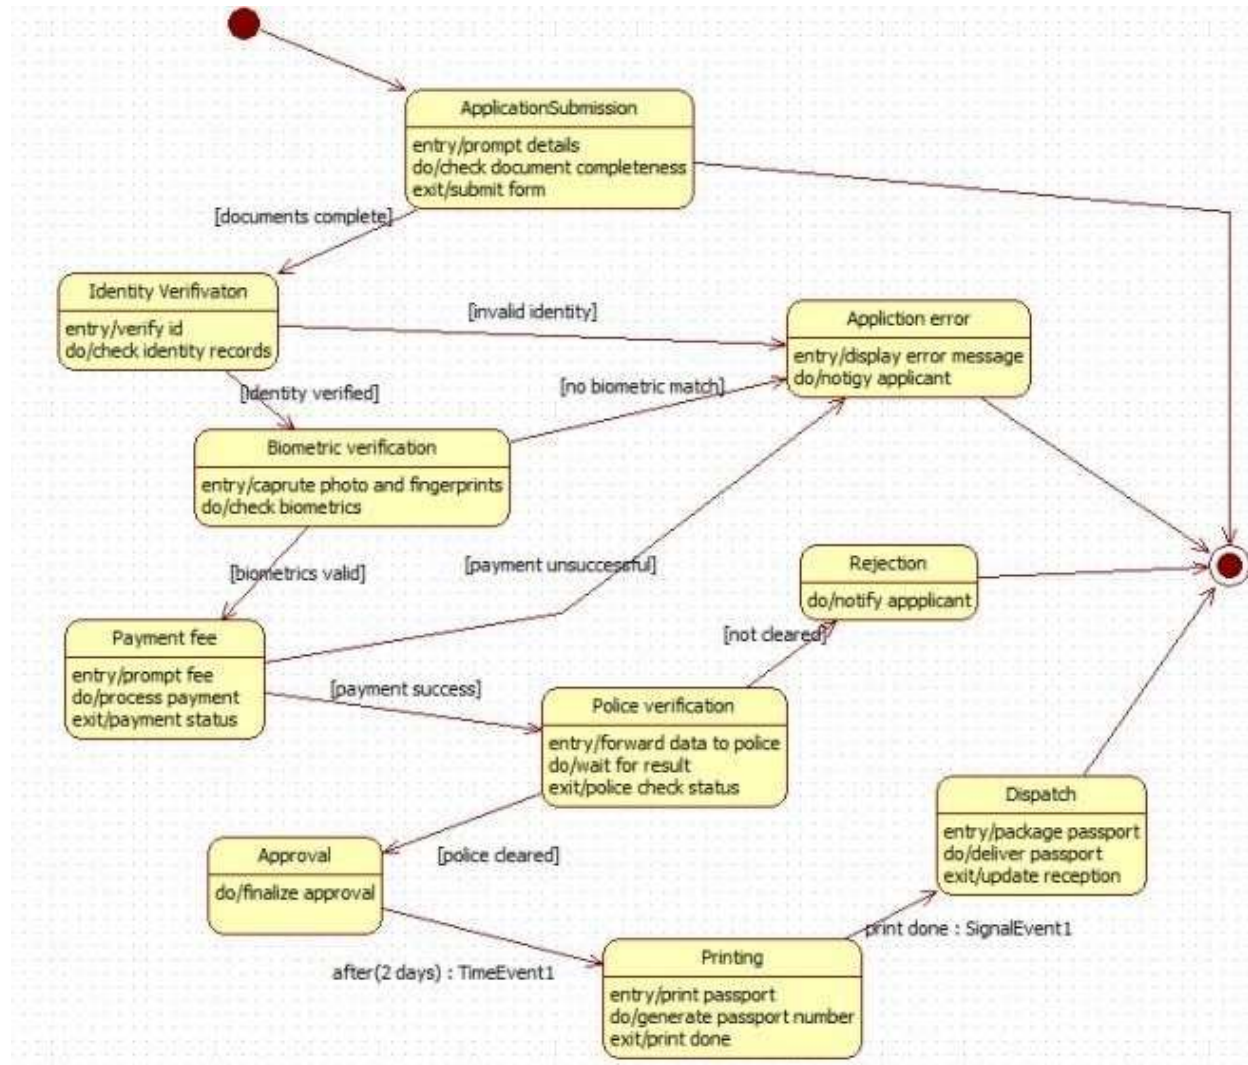 ApplicationSubmission
entry/prompt details
do/check document completeness
exit/submit form
[documents complete]
Identity Verifivaton
entry/verify id
do/check identity records
[invalid identity]
Appliction error
entry/display error message
do/notigy applicant
[Identity verified]
[no biometric match]
Biometric verification
entry/caprute photo and fingerprints
do/check biometrics
[biometrics valid]
[payment unsuccessful]
Rejection
do/notify appplicant
Payment fee
entry/prompt fee
do/process payment
exit/payment status
[not cleared]
[payment success]
Police verification
entry/forward data to police
do/wait for result
exit/police check status
Dispatch
entry/package passport
do/deliver passport
exit/update reception
Approval
do/finalize approval
[police cleared]
print done : SignalEvent1
after(2 days) : TimeEvent1
Printing
entry/print passport
do/generate passport number
exit/print done